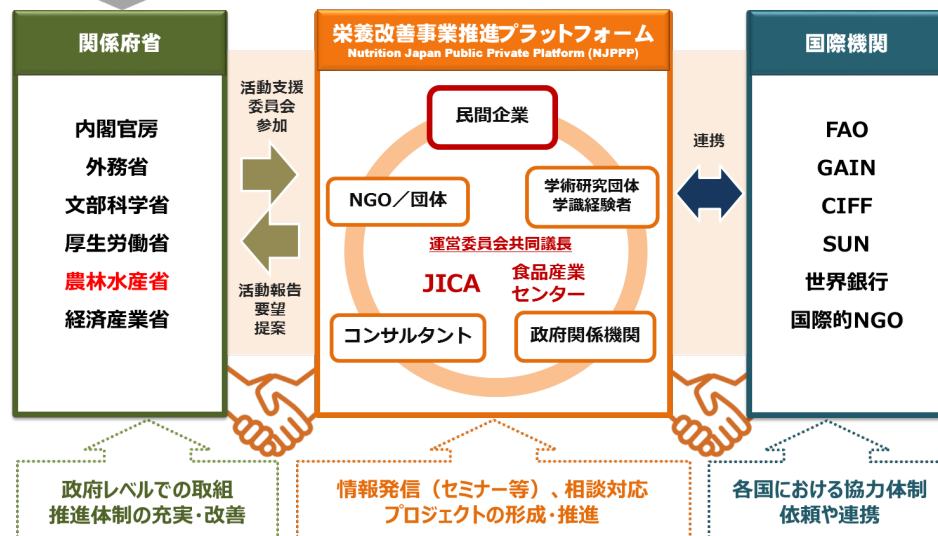 関係府省
内閣官房
外務省
文部科学省
厚生労働省
農林水産省
経済産業省
活動支援
委員会
参加
活動報告
要望
提案
栄養改善事業推進プラットフォーム
Nutrition Japan Public Private Platform (NJPPP)
民間企業
NGO／団体
学術研究団体
学識経験者
運営委員会共同議長
JICA
食品産業
センター
コンサルタント
政府関係機関
連携
国際機関
FAO
GAIN
CIFF
SUN
世界銀行
国際的NGO
政府レベルでの取組
推進体制の充実・改善
情報発信（セミナー等）、相談対応
プロジェクトの形成・推進
各国における協力体制
依頼や連携